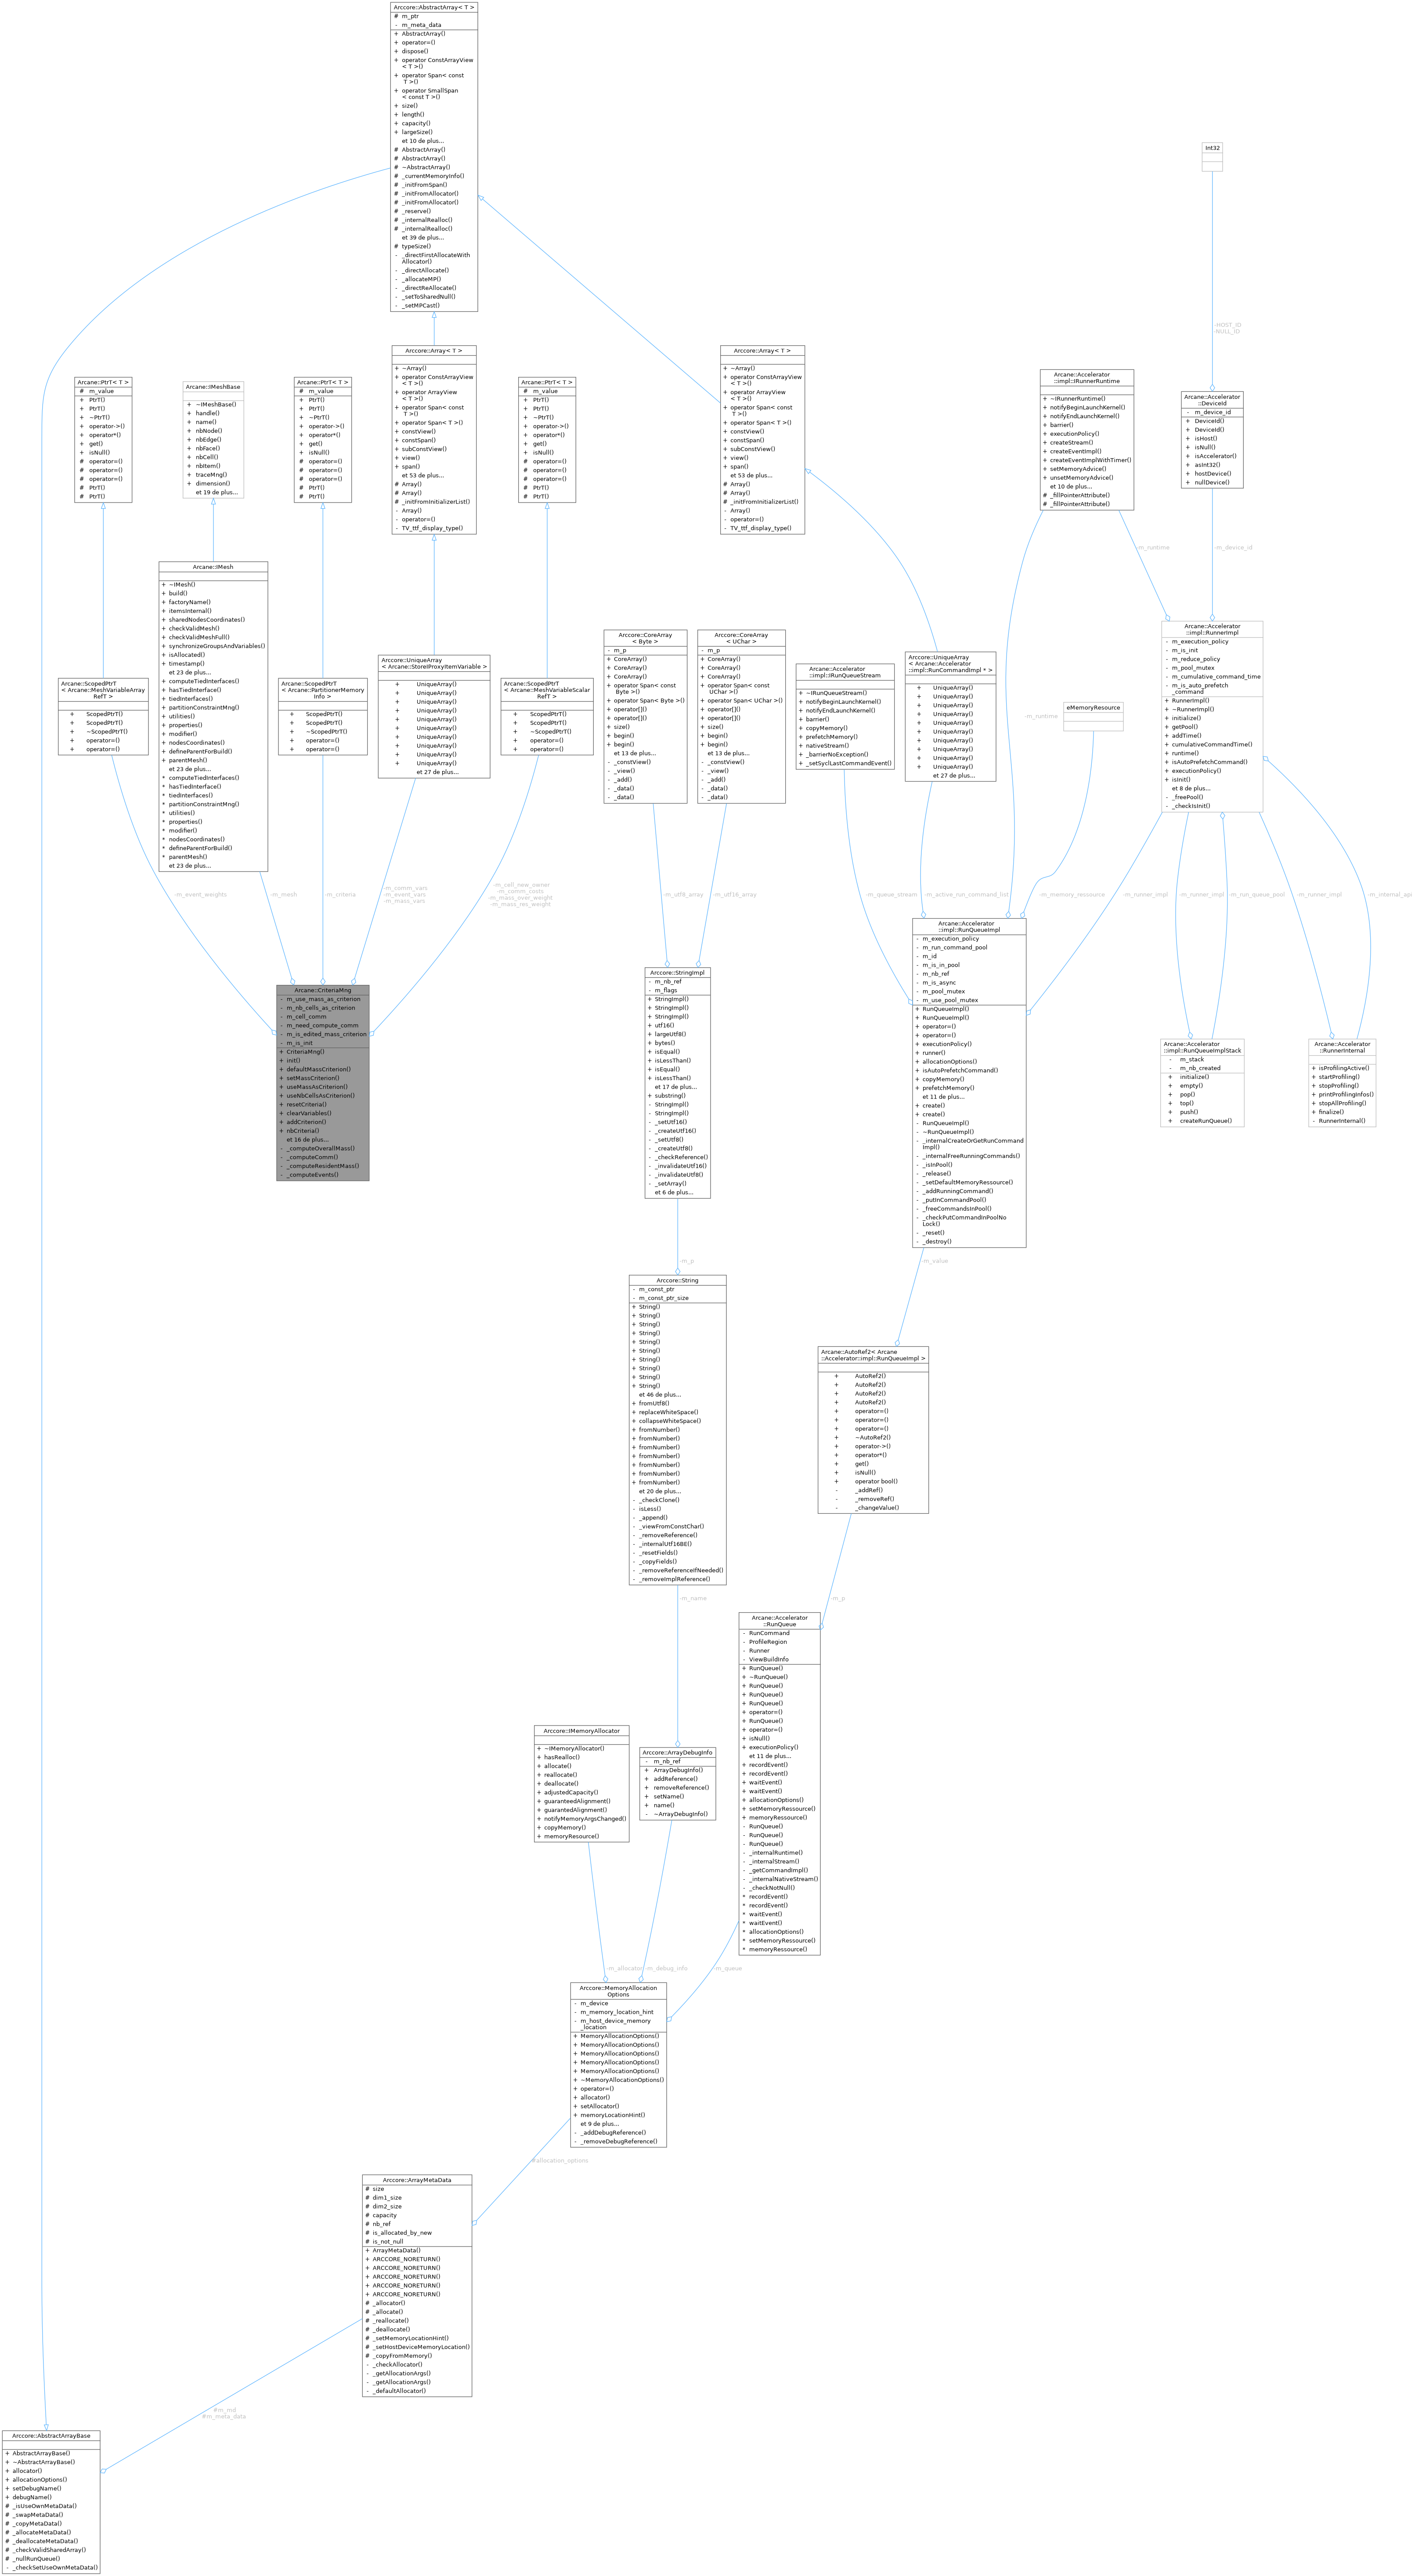 Arccore::AbstractArray< T >
# m_ptr
- m_meta_data
+ AbstractArray()
+ operator=()
+ dispose()
+ operator ConstArrayView
< T >()
+ operator Span< const
T >()
+ operator SmallSpan
< const T >()
+ size()
+ length()
+ capacity()
+ largeSize()
et 10 de plus...
# AbstractArray()
# AbstractArray()
# ~AbstractArray()
# _currentMemoryInfo()
# _initFromSpan()
# _initFromAllocator()
# _initFromAllocator()
# _reserve()
# _internalRealloc()
# _internalRealloc()
et 39 de plus...
# typeSize()
- _directFirstAllocateWith
Allocator()
- _directAllocate()
- _allocateMP()
- _directReAllocate()
- _setToSharedNull()
- _setMPCast()
Int32
-HOST_ID
-NULL_ID
Arccore::Array< T >
+ ~Array()
+ operator ConstArrayView
< T >()
+ operator ArrayView
< T >()
+ operator Span< const
T >()
+ operator Span< T >()
+ constView()
+ constSpan()
+ subConstView()
+ view()
+ span()
et 53 de plus...
# Array()
# Array()
# _initFromInitializerList()
- Array()
- operator=()
- TV_ttf_display_type()
Arccore::Array< T >
+ ~Array()
+ operator ConstArrayView
< T >()
+ operator ArrayView
< T >()
+ operator Span< const
T >()
+ operator Span< T >()
+ constView()
+ constSpan()
+ subConstView()
+ view()
+ span()
et 53 de plus...
# Array()
# Array()
# _initFromInitializerList()
- Array()
- operator=()
- TV_ttf_display_type()
Arcane::Accelerator
::impl::IRunnerRuntime
+ ~IRunnerRuntime()
+ notifyBeginLaunchKernel()
+ notifyEndLaunchKernel()
+ barrier()
+ executionPolicy()
+ createStream()
+ createEventImpl()
+ createEventImplWithTimer()
+ setMemoryAdvice()
+ unsetMemoryAdvice()
et 10 de plus...
# _fillPointerAttribute()
# _fillPointerAttribute()
Arcane::Accelerator
::DeviceId
- m_device_id
+ DeviceId()
+ DeviceId()
+ isHost()
+ isNull()
+ isAccelerator()
+ asInt32()
+ hostDevice()
+ nullDevice()
Arcane::PtrT< T >
# m_value
+ PtrT()
+ PtrT()
+ ~PtrT()
+ operator->()
+ operator*()
+ get()
+ isNull()
# operator=()
# operator=()
# operator=()
# PtrT()
# PtrT()
Arcane::IMeshBase
+ ~IMeshBase()
+ handle()
+ name()
+ nbNode()
+ nbEdge()
+ nbFace()
+ nbCell()
+ nbItem()
+ traceMng()
+ dimension()
et 19 de plus...
Arcane::PtrT< T >
# m_value
+ PtrT()
+ PtrT()
+ ~PtrT()
+ operator->()
+ operator*()
+ get()
+ isNull()
# operator=()
# operator=()
# operator=()
# PtrT()
# PtrT()
Arcane::PtrT< T >
# m_value
+ PtrT()
+ PtrT()
+ ~PtrT()
+ operator->()
+ operator*()
+ get()
+ isNull()
# operator=()
# operator=()
# operator=()
# PtrT()
# PtrT()
-m_runtime
-m_device_id
Arcane::IMesh
+ ~IMesh()
+ build()
+ factoryName()
+ itemsInternal()
+ sharedNodesCoordinates()
+ checkValidMesh()
+ checkValidMeshFull()
+ synchronizeGroupsAndVariables()
+ isAllocated()
+ timestamp()
et 23 de plus...
+ computeTiedInterfaces()
+ hasTiedInterface()
+ tiedInterfaces()
+ partitionConstraintMng()
+ utilities()
+ properties()
+ modifier()
+ nodesCoordinates()
+ defineParentForBuild()
+ parentMesh()
et 23 de plus...
* computeTiedInterfaces()
* hasTiedInterface()
* tiedInterfaces()
* partitionConstraintMng()
* utilities()
* properties()
* modifier()
* nodesCoordinates()
* defineParentForBuild()
* parentMesh()
et 23 de plus...
Arcane::ScopedPtrT
< Arcane::MeshVariableArray
RefT >
+ ScopedPtrT()
+ ScopedPtrT()
+ ~ScopedPtrT()
+ operator=()
+ operator=()
Arcane::ScopedPtrT
< Arcane::PartitionerMemory
Info >
+ ScopedPtrT()
+ ScopedPtrT()
+ ~ScopedPtrT()
+ operator=()
+ operator=()
Arccore::UniqueArray
< Arcane::StoreIProxyItemVariable >
+ UniqueArray()
+ UniqueArray()
+ UniqueArray()
+ UniqueArray()
+ UniqueArray()
+ UniqueArray()
+ UniqueArray()
+ UniqueArray()
+ UniqueArray()
+ UniqueArray()
et 27 de plus...
Arcane::ScopedPtrT
< Arcane::MeshVariableScalar
RefT >
+ ScopedPtrT()
+ ScopedPtrT()
+ ~ScopedPtrT()
+ operator=()
+ operator=()
Arccore::CoreArray
< Byte >
- m_p
+ CoreArray()
+ CoreArray()
+ CoreArray()
+ operator Span< const
Byte >()
+ operator Span< Byte >()
+ operator[]()
+ operator[]()
+ size()
+ begin()
+ begin()
et 13 de plus...
- _constView()
- _view()
- _add()
- _data()
- _data()
Arccore::CoreArray
< UChar >
- m_p
+ CoreArray()
+ CoreArray()
+ CoreArray()
+ operator Span< const
UChar >()
+ operator Span< UChar >()
+ operator[]()
+ operator[]()
+ size()
+ begin()
+ begin()
et 13 de plus...
- _constView()
- _view()
- _add()
- _data()
- _data()
Arcane::Accelerator
::impl::IRunQueueStream
+ ~IRunQueueStream()
+ notifyBeginLaunchKernel()
+ notifyEndLaunchKernel()
+ barrier()
+ copyMemory()
+ prefetchMemory()
+ nativeStream()
+ _barrierNoException()
+ _setSyclLastCommandEvent()
Arccore::UniqueArray
< Arcane::Accelerator
::impl::RunCommandImpl * >
+ UniqueArray()
+ UniqueArray()
+ UniqueArray()
+ UniqueArray()
+ UniqueArray()
+ UniqueArray()
+ UniqueArray()
+ UniqueArray()
+ UniqueArray()
+ UniqueArray()
et 27 de plus...
-m_runtime
eMemoryResource
Arcane::Accelerator
::impl::RunnerImpl
- m_execution_policy
- m_is_init
- m_reduce_policy
- m_pool_mutex
- m_cumulative_command_time
- m_is_auto_prefetch
_command
+ RunnerImpl()
+ ~RunnerImpl()
+ initialize()
+ getPool()
+ addTime()
+ cumulativeCommandTime()
+ runtime()
+ isAutoPrefetchCommand()
+ executionPolicy()
+ isInit()
et 8 de plus...
- _freePool()
- _checkIsInit()
-m_event_weights
-m_mesh
-m_criteria
-m_comm_vars
-m_event_vars
-m_mass_vars
-m_cell_new_owner
-m_comm_costs
-m_mass_over_weight
-m_mass_res_weight
-m_utf8_array
-m_utf16_array
-m_queue_stream
-m_active_run_command_list
-m_memory_ressource
-m_runner_impl
-m_runner_impl
-m_run_queue_pool
-m_runner_impl
-m_internal_api
Arcane::CriteriaMng
- m_use_mass_as_criterion
- m_nb_cells_as_criterion
- m_cell_comm
- m_need_compute_comm
- m_is_edited_mass_criterion
- m_is_init
+ CriteriaMng()
+ init()
+ defaultMassCriterion()
+ setMassCriterion()
+ useMassAsCriterion()
+ useNbCellsAsCriterion()
+ resetCriteria()
+ clearVariables()
+ addCriterion()
+ nbCriteria()
et 16 de plus...
- _computeOverallMass()
- _computeComm()
- _computeResidentMass()
- _computeEvents()
Arccore::StringImpl
- m_nb_ref
- m_flags
+ StringImpl()
+ StringImpl()
+ StringImpl()
+ utf16()
+ largeUtf8()
+ bytes()
+ isEqual()
+ isLessThan()
+ isEqual()
+ isLessThan()
et 17 de plus...
+ substring()
- StringImpl()
- StringImpl()
- _setUtf16()
- _createUtf16()
- _setUtf8()
- _createUtf8()
- _checkReference()
- _invalidateUtf16()
- _invalidateUtf8()
- _setArray()
et 6 de plus...
Arcane::Accelerator
::impl::RunQueueImpl
- m_execution_policy
- m_run_command_pool
- m_id
- m_is_in_pool
- m_nb_ref
- m_is_async
- m_pool_mutex
- m_use_pool_mutex
+ RunQueueImpl()
+ RunQueueImpl()
+ operator=()
+ operator=()
+ executionPolicy()
+ runner()
+ allocationOptions()
+ isAutoPrefetchCommand()
+ copyMemory()
+ prefetchMemory()
et 11 de plus...
+ create()
+ create()
- RunQueueImpl()
- ~RunQueueImpl()
- _internalCreateOrGetRunCommand
Impl()
- _internalFreeRunningCommands()
- _isInPool()
- _release()
- _setDefaultMemoryRessource()
- _addRunningCommand()
- _putInCommandPool()
- _freeCommandsInPool()
- _checkPutCommandInPoolNo
Lock()
- _reset()
- _destroy()
Arcane::Accelerator
::impl::RunQueueImplStack
- m_stack
- m_nb_created
+ initialize()
+ empty()
+ pop()
+ top()
+ push()
+ createRunQueue()
Arcane::Accelerator
::RunnerInternal
+ isProfilingActive()
+ startProfiling()
+ stopProfiling()
+ printProfilingInfos()
+ stopAllProfiling()
+ finalize()
- RunnerInternal()
-m_p
-m_value
Arccore::String
- m_const_ptr
- m_const_ptr_size
+ String()
+ String()
+ String()
+ String()
+ String()
+ String()
+ String()
+ String()
+ String()
+ String()
et 46 de plus...
+ fromUtf8()
+ replaceWhiteSpace()
+ collapseWhiteSpace()
+ fromNumber()
+ fromNumber()
+ fromNumber()
+ fromNumber()
+ fromNumber()
+ fromNumber()
+ fromNumber()
et 20 de plus...
- _checkClone()
- isLess()
- _append()
- _viewFromConstChar()
- _removeReference()
- _internalUtf16BE()
- _resetFields()
- _copyFields()
- _removeReferenceIfNeeded()
- _removeImplReference()
Arcane::AutoRef2< Arcane
::Accelerator::impl::RunQueueImpl >
+ AutoRef2()
+ AutoRef2()
+ AutoRef2()
+ AutoRef2()
+ operator=()
+ operator=()
+ operator=()
+ ~AutoRef2()
+ operator->()
+ operator*()
+ get()
+ isNull()
+ operator bool()
- _addRef()
- _removeRef()
- _changeValue()
-m_name
-m_p
Arcane::Accelerator
::RunQueue
- RunCommand
- ProfileRegion
- Runner
- ViewBuildInfo
+ RunQueue()
+ ~RunQueue()
+ RunQueue()
+ RunQueue()
+ RunQueue()
+ operator=()
+ RunQueue()
+ operator=()
+ isNull()
+ executionPolicy()
et 11 de plus...
+ recordEvent()
+ recordEvent()
+ waitEvent()
+ waitEvent()
+ allocationOptions()
+ setMemoryRessource()
+ memoryRessource()
- RunQueue()
- RunQueue()
- RunQueue()
- _internalRuntime()
- _internalStream()
- _getCommandImpl()
- _internalNativeStream()
- _checkNotNull()
* recordEvent()
* recordEvent()
* waitEvent()
* waitEvent()
* allocationOptions()
* setMemoryRessource()
* memoryRessource()
Arccore::IMemoryAllocator
+ ~IMemoryAllocator()
+ hasRealloc()
+ allocate()
+ reallocate()
+ deallocate()
+ adjustedCapacity()
+ guaranteedAlignment()
+ guarantedAlignment()
+ notifyMemoryArgsChanged()
+ copyMemory()
+ memoryResource()
Arccore::ArrayDebugInfo
- m_nb_ref
+ ArrayDebugInfo()
+ addReference()
+ removeReference()
+ setName()
+ name()
- ~ArrayDebugInfo()
-m_allocator
-m_debug_info
-m_queue
Arccore::MemoryAllocation
Options
- m_device
- m_memory_location_hint
- m_host_device_memory
_location
+ MemoryAllocationOptions()
+ MemoryAllocationOptions()
+ MemoryAllocationOptions()
+ MemoryAllocationOptions()
+ MemoryAllocationOptions()
+ ~MemoryAllocationOptions()
+ operator=()
+ allocator()
+ setAllocator()
+ memoryLocationHint()
et 9 de plus...
- _addDebugReference()
- _removeDebugReference()
#allocation_options
Arccore::ArrayMetaData
# size
# dim1_size
# dim2_size
# capacity
# nb_ref
# is_allocated_by_new
# is_not_null
+ ArrayMetaData()
+ ARCCORE_NORETURN()
+ ARCCORE_NORETURN()
+ ARCCORE_NORETURN()
+ ARCCORE_NORETURN()
+ ARCCORE_NORETURN()
# _allocator()
# _allocate()
# _reallocate()
# _deallocate()
# _setMemoryLocationHint()
# _setHostDeviceMemoryLocation()
# _copyFromMemory()
- _checkAllocator()
- _getAllocationArgs()
- _getAllocationArgs()
- _defaultAllocator()
#m_md
#m_meta_data
Arccore::AbstractArrayBase
+ AbstractArrayBase()
+ ~AbstractArrayBase()
+ allocator()
+ allocationOptions()
+ setDebugName()
+ debugName()
# _isUseOwnMetaData()
# _swapMetaData()
# _copyMetaData()
# _allocateMetaData()
# _deallocateMetaData()
# _checkValidSharedArray()
# _nullRunQueue()
- _checkSetUseOwnMetaData()